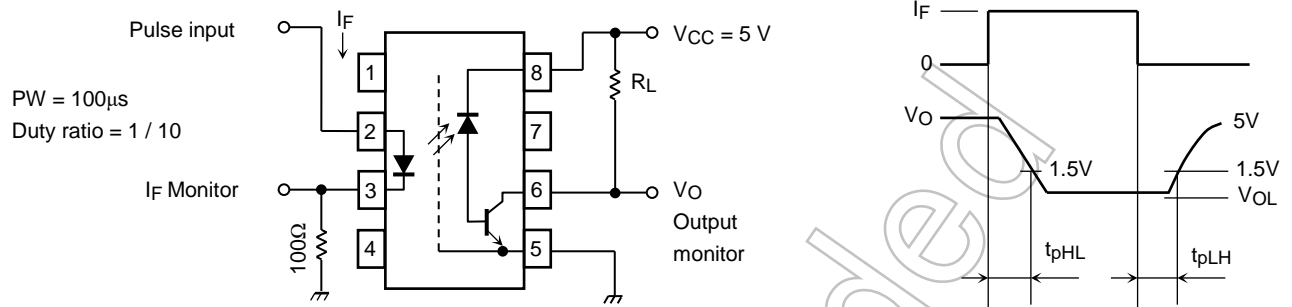 Pulse input
PW = 100μs
Duty ratio = 1 / 10
IF Monitor
100Ω
IF
1
2
3
4
8
7
6
5
RL
VCC = 5 V
VO
Output
monitor
IF
0
VO
5V
1.5V
1.5V
VOL
tpHL
tpLH